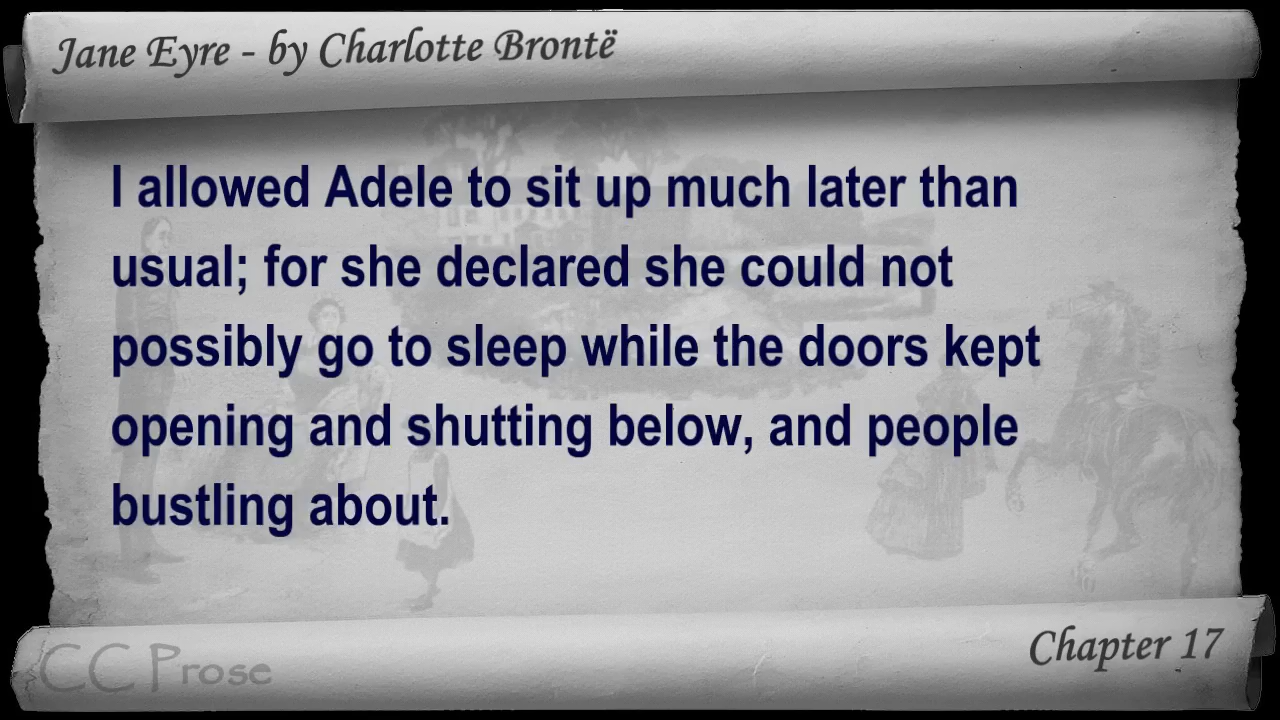 Jane Eyre - by Charlotte Brontë
I allowed Adele to sit up much later than
usual; for she declared she could not
possibly go to sleep while the doors kept
opening and shutting below, and people
bustling about.
CC Prose
Chapter 17